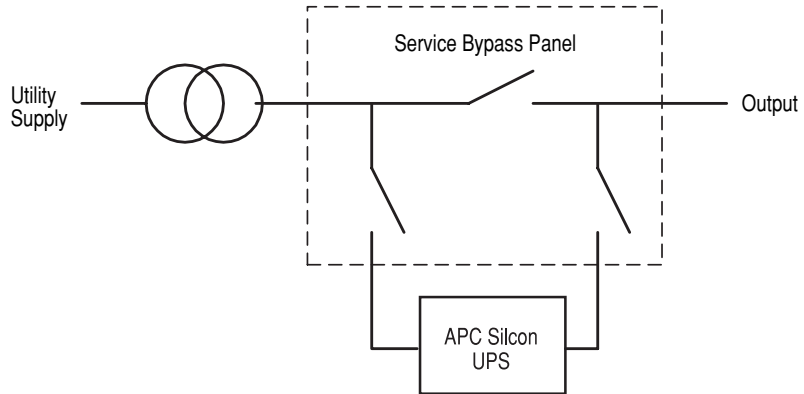 Service Bypass Panel
Utility
Supply
Output
APC Silcon
UPS